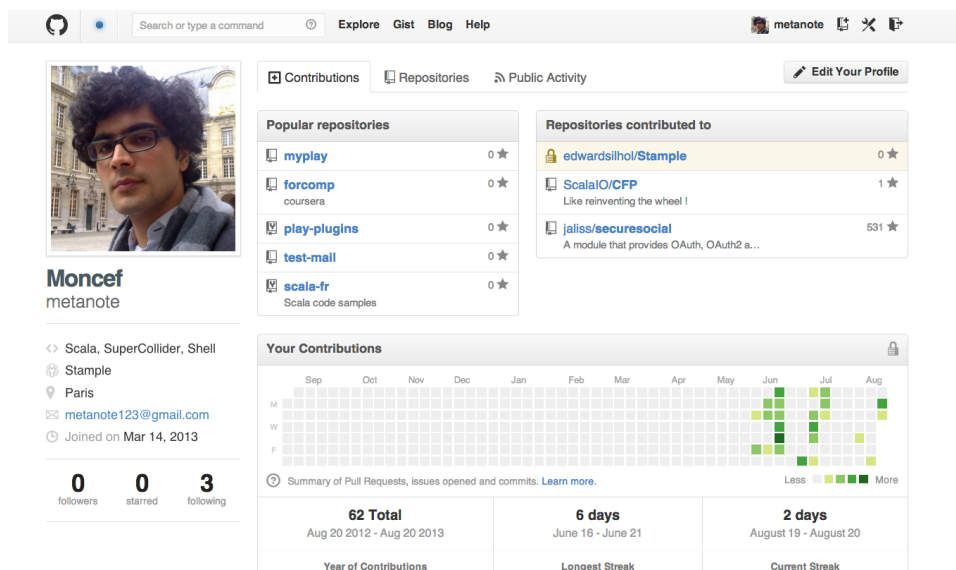 Search or type a command
Explore Gist Blog Help
metanote
Contributions
Repositories
Public Activity
Edit Your Profile
Moncef
metanote
Scala, SuperCollider, Shell
Stample
Paris
metanote123@gmail.com
Joined on Mar 14, 2013
0 followers
0 starred
3 following
Popular repositories
myplay 0
forcomp 0
coursera
play-plugins 0
test-mail 0
scala-fr 0
Scala code samples
Repositories contributed to
edwardsilhol/Stample 0
ScalaIO/CFP 1
Like reinventing the wheel !
jaliss/securesocial 531
A module that provides OAuth, OAuth2 a...
Your Contributions
Sep Oct Nov Dec Jan Feb Mar Apr May Jun Jul Aug
M
W
F
Summary of Pull Requests, issues opened and commits. Learn more.
Less More
62 Total
Aug 20 2012 - Aug 20 2013
Year of Contributions
6 days
June 16 - June 21
Longest Streak
2 days
August 19 - August 20
Current Streak